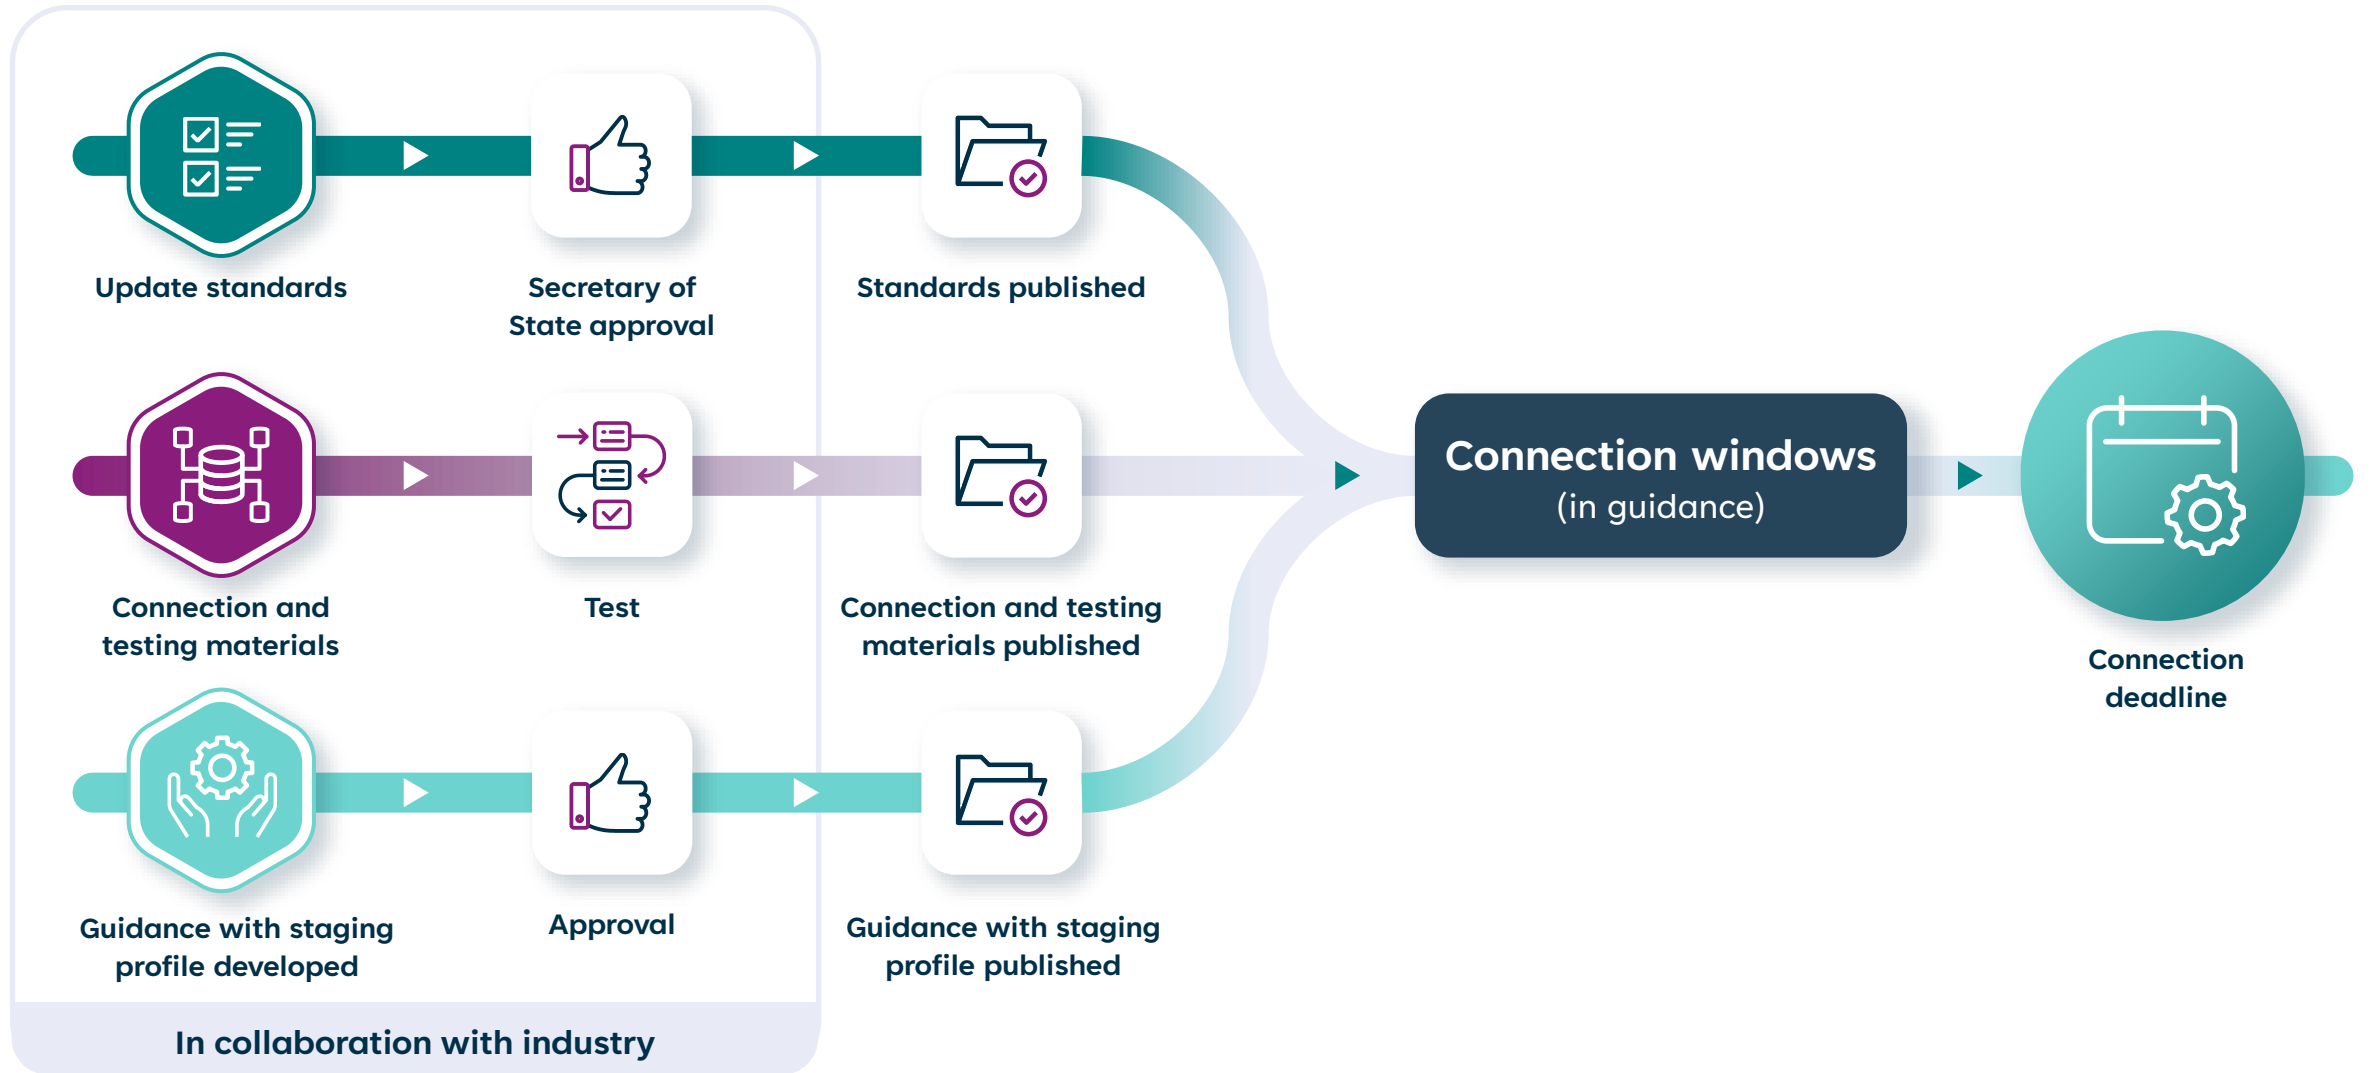 Update standards
Secretary of
State approval
Standards published
Connection and
testing materials
Test
Connection and testing
materials published
Guidance with staging
profile developed
Approval
Guidance with staging
profile published
In collaboration with industry
Connection windows
(in guidance)
Connection
deadline